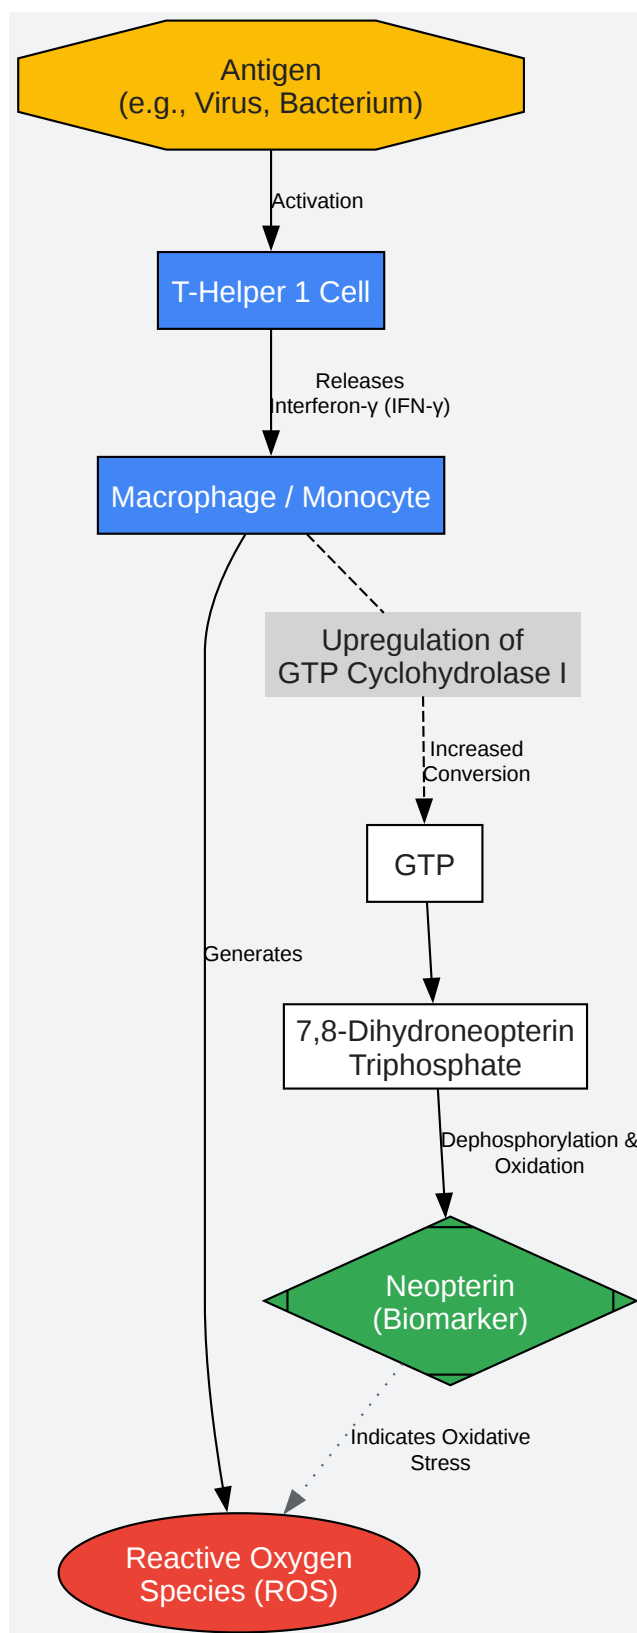 Antigen
(e.g., Virus, Bacterium)
Activation
T-Helper 1 Cell
Releases
Interferon-γ (IFN-γ)
Macrophage / Monocyte
Upregulation of
GTP Cyclohydrolase I
Increased
Conversion
GTP
Generates
7,8-Dihydroneopterin
Triphosphate
Dephosphorylation &
Oxidation
Neopterin
(Biomarker)
Indicates Oxidative
Stress
Reactive Oxygen
Species (ROS)